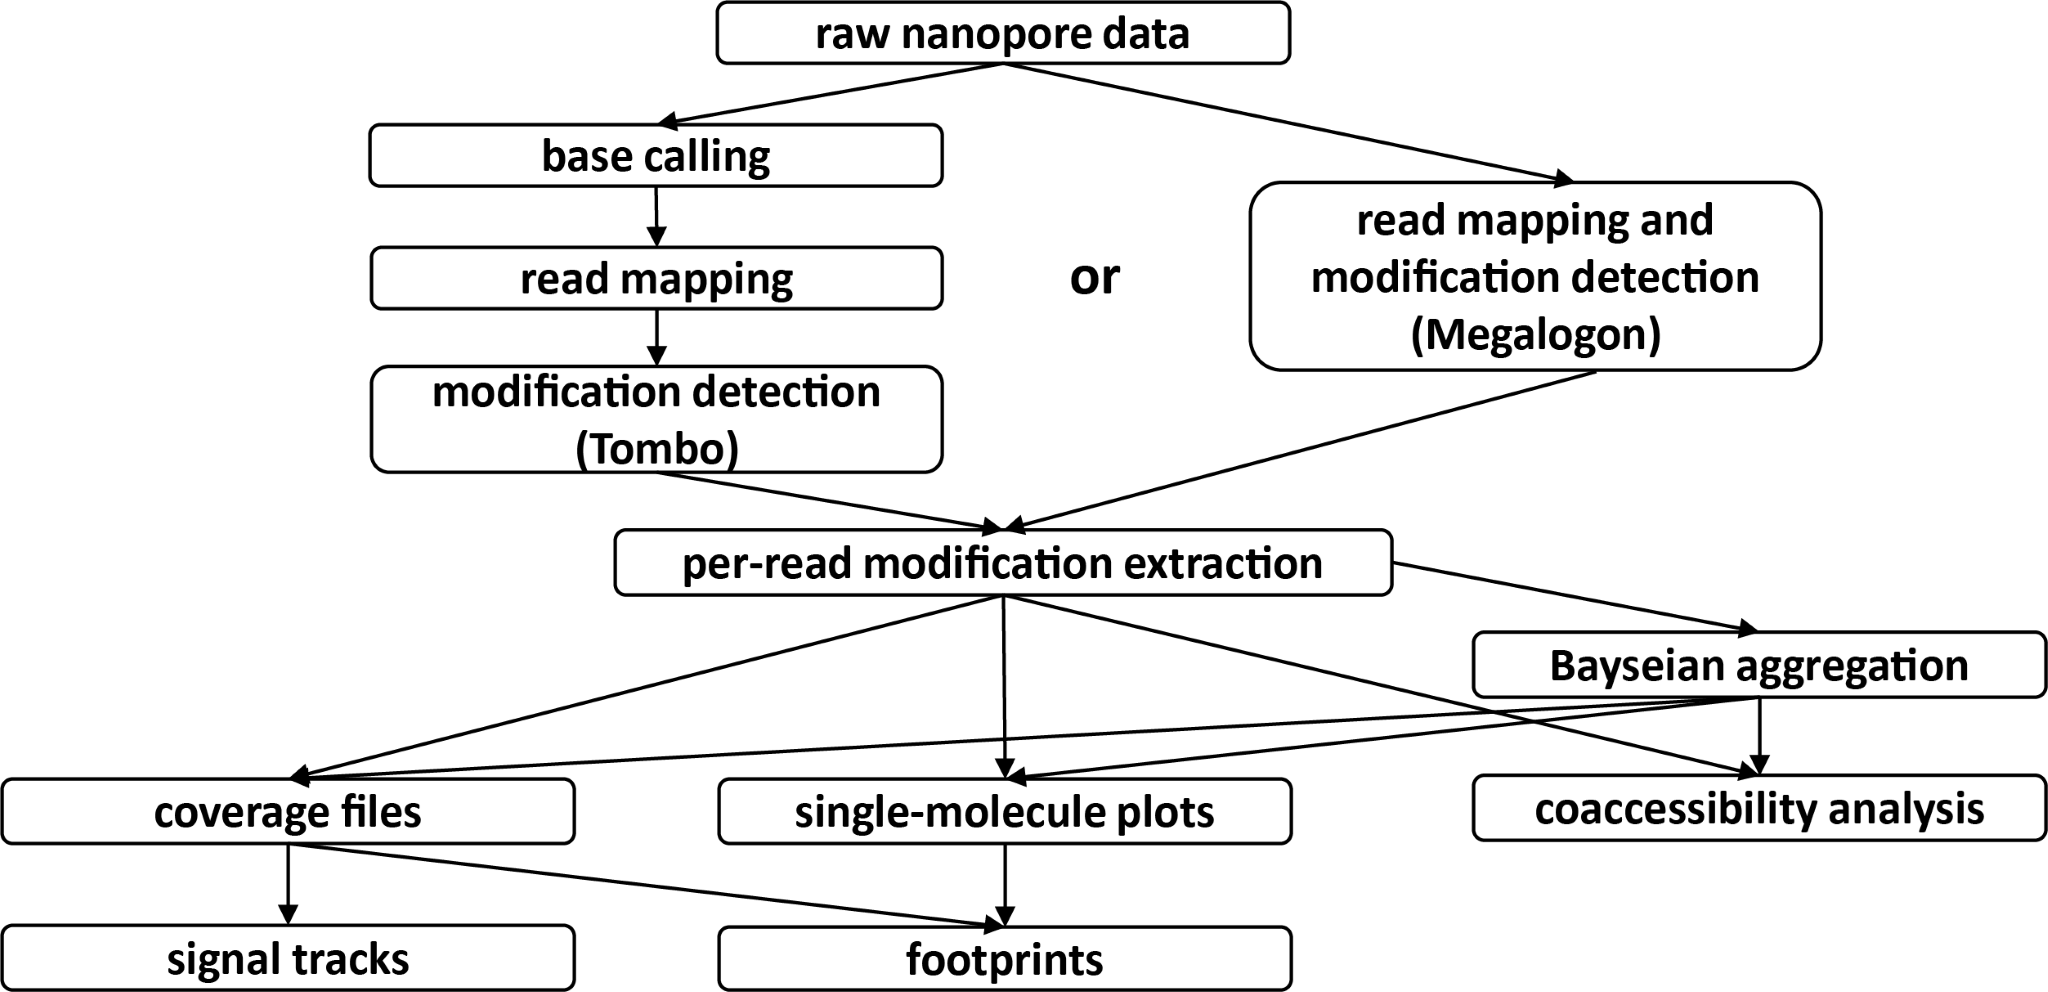 raw nanopore data
base calling
read mapping
or
read mapping and
modification detection
(Megalogon)
modification detection
(Tombo)
per-read modification extraction
Bayseian aggregation
coverage files
single-molecule plots
coaccessibility analysis
signal tracks
footprints